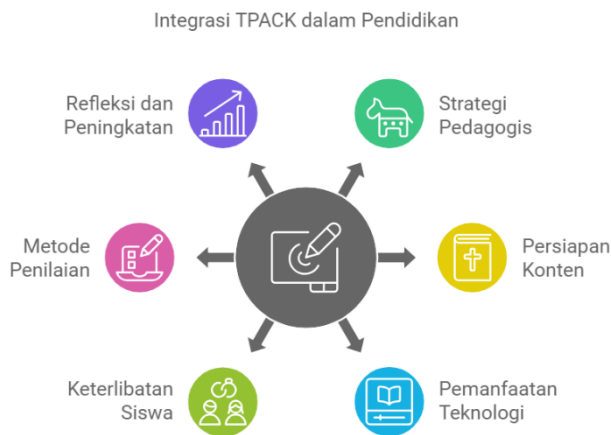 Integrasi TPACK dalam Pendidikan
Refleksi dan
Peningkatan
Strategi
Pedagogis
Metode
Penilaian
Persiapan
Konten
Keterlibatan
Siswa
Pemanfaatan
Teknologi